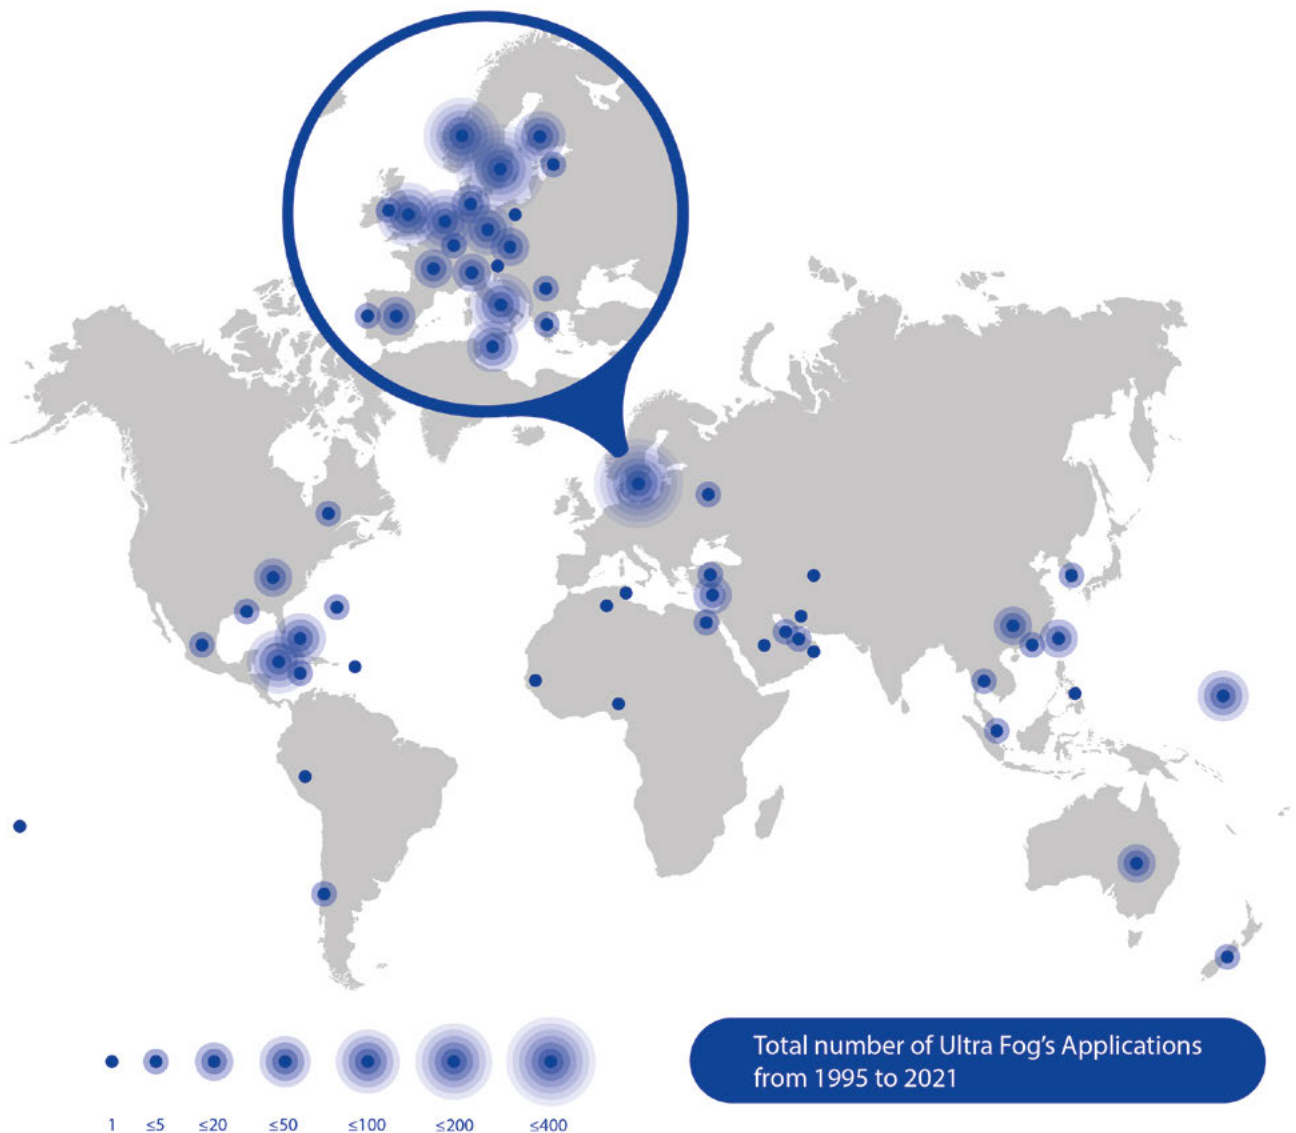 Total number of Ultra Fog's Applications
from 1995 to 2021
1 ≤5 ≤20 ≤50 ≤100 ≤200 ≤400